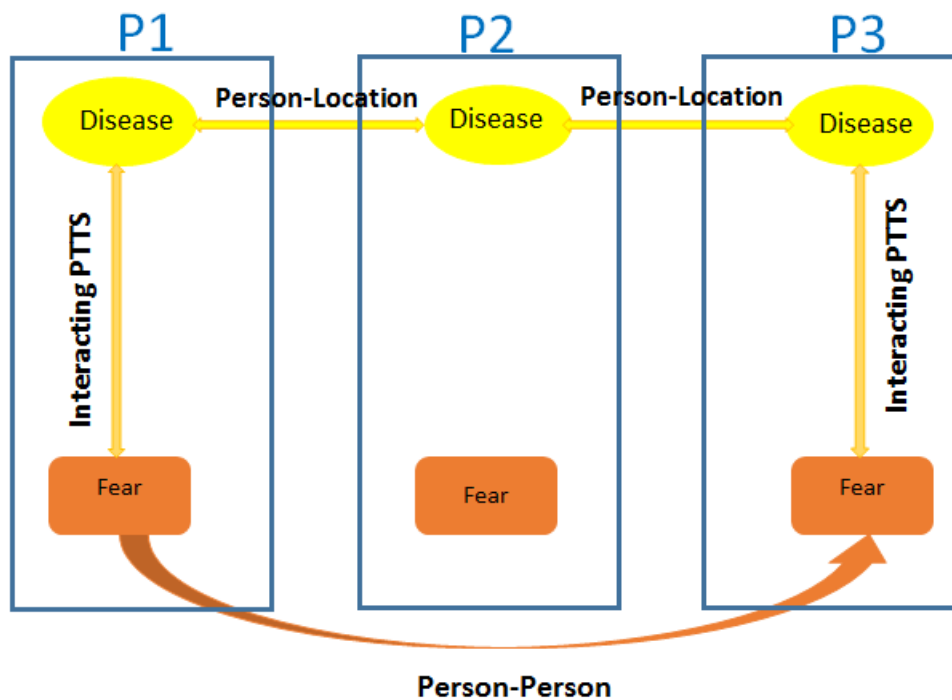 P1
P2
P3
Person-Location
Person-Location
Disease
Disease
Disease
Interacting PTTS
Interacting PTTS
Fear
Fear
Fear
Person-Person